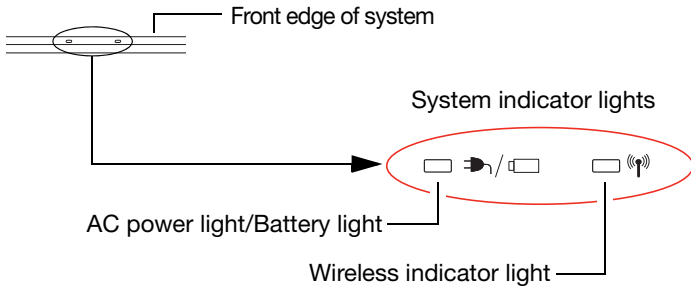 Front edge of system
System indicator lights
AC power light/Battery light
Wireless indicator light